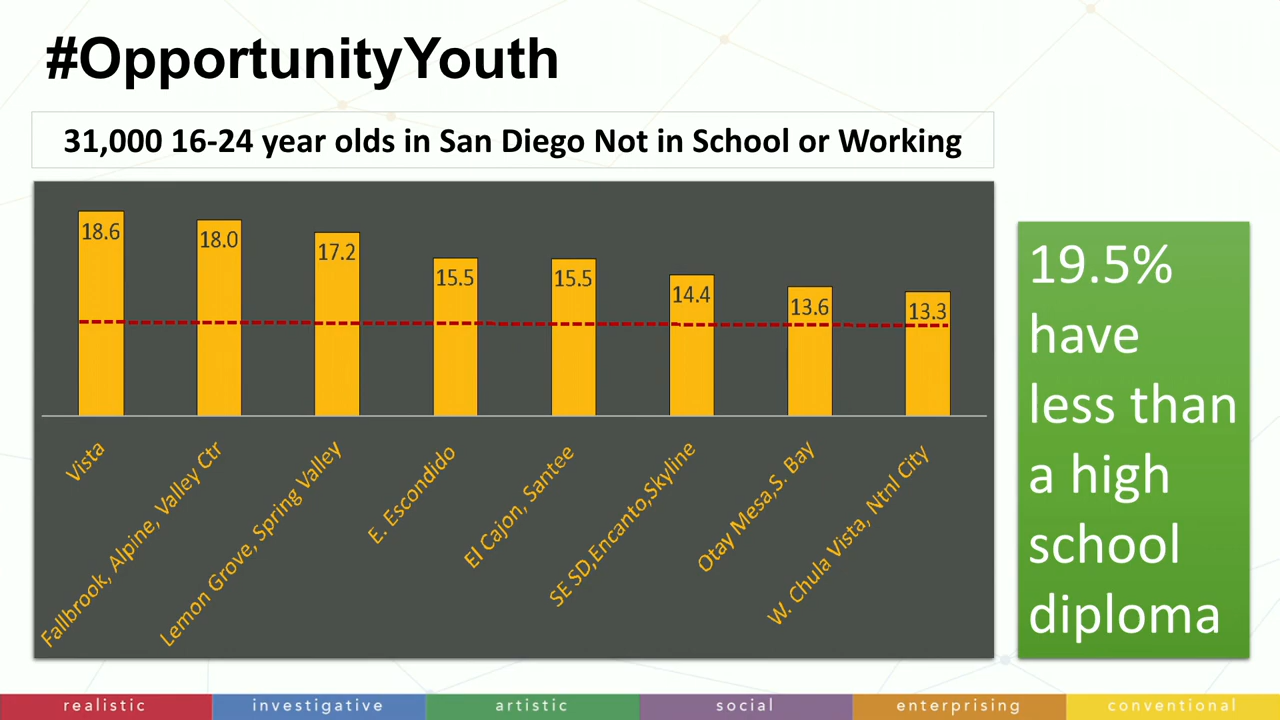 #OpportunityYouth
31,000 16-24 year olds in San Diego Not in School or Working
18.6
18.0
17.2
15.5
15.5
14.4
13.6
13.3
Vista
Fallbrook, Alpine, Valley Ctr
Lemon Grove, Spring Valley
E. Escondido
El Cajon, Santee
SE SD,Encanto,Skyline
Otay Mesa,S. Bay
W. Chula Vista, Ntnl City
19.5%
have
less than
a high
school
diploma
realistic
investigative
artistic
social
enterprising
conventional